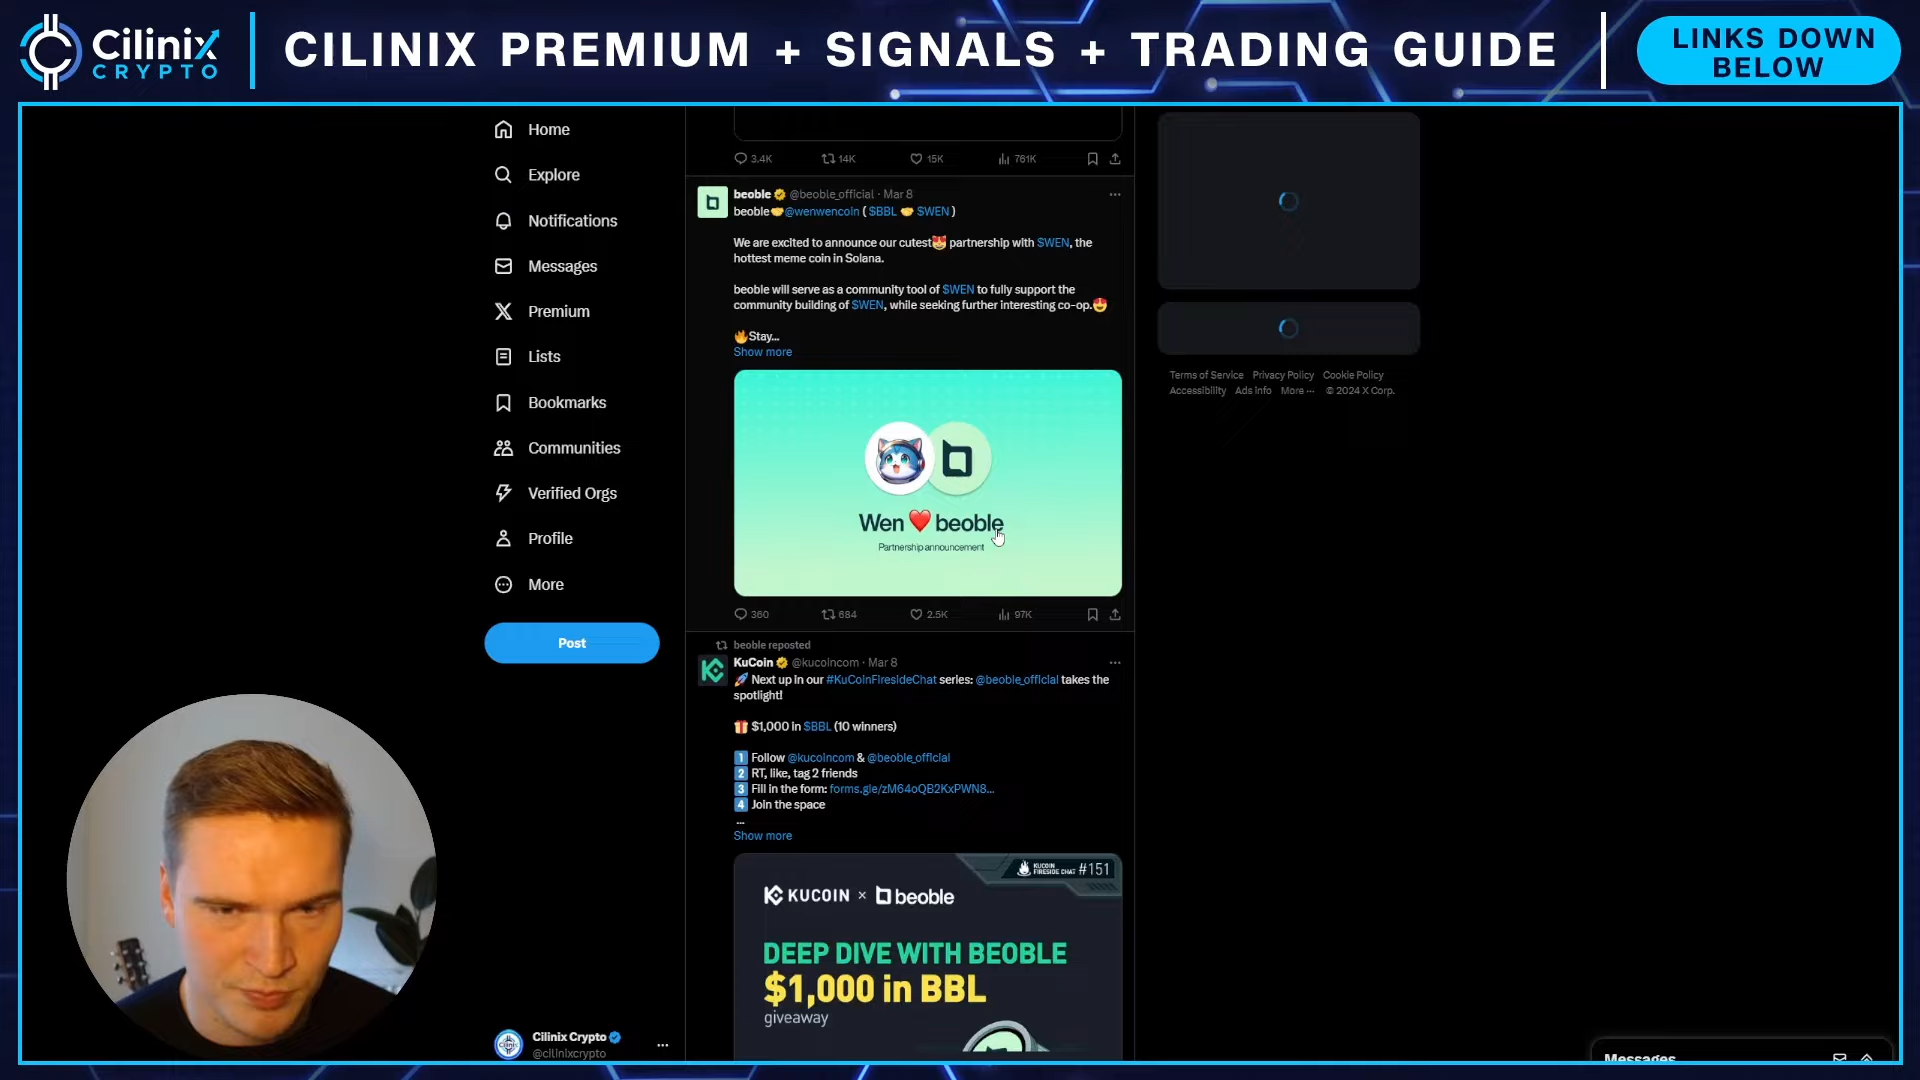 Cilinix
CRYPTO
CILINIX PREMIUM + SIGNALS + TRADING GUIDE
LINKS DOWN
BELOW
Home
Explore
Notifications
Messages
Premium
Lists
Bookmarks
Communities
Verified Orgs
Profile
More
Post
Cilinix Crypto
@cilinixcrypto
3.4K 14K 15K 761K
beoble @beoble_official · Mar 8
beoble🤝@wenwencoin ( $BBL 🤝 $WEN )
We are excited to announce our cutest😻 partnership with $WEN, the
hottest meme coin in Solana.
beoble will serve as a community tool of $WEN to fully support the
community building of $WEN, while seeking further interesting co-op.😍
🔥Stay...
Show more
Wen ❤️ beoble
Partnership announcement
360 684 2.5K 97K
beoble reposted
KuCoin @kucoincom · Mar 8
🚀 Next up in our #KuCoinFiresideChat series: @beoble_official takes the
spotlight!
🎁 $1,000 in $BBL (10 winners)
1️⃣ Follow @kucoincom & @beoble_official
2️⃣ RT, like, tag 2 friends
3️⃣ Fill in the form: forms.gle/zM64oQB2KxPWN8...
4️⃣ Join the space
...
Show more
KUCOIN
FIRESIDE CHAT #151
KUCOIN × beoble
DEEP DIVE WITH BEOBLE
$1,000 in BBL
giveaway
Terms of Service Privacy Policy Cookie Policy
Accessibility Ads info More ··· © 2024 X Corp.
Messages